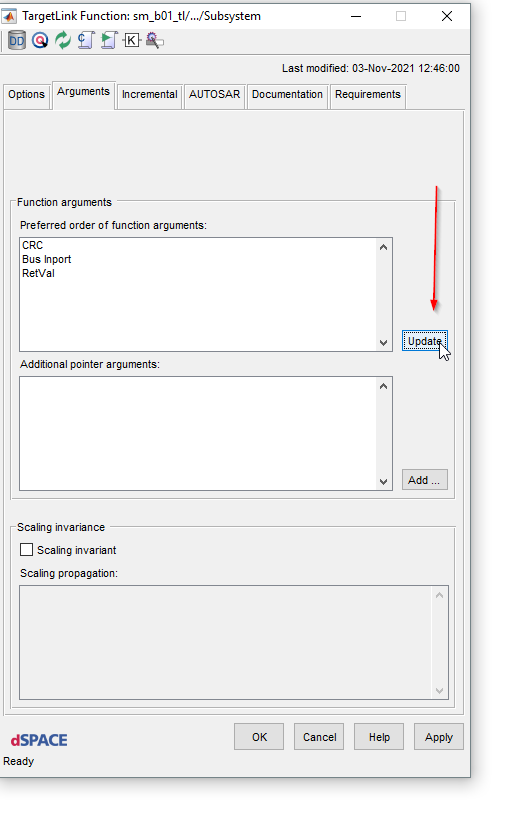 TargetLink Function: sm_b01_tl/.../Subsystem
DD
K
Last modified: 03-Nov-2021 12:46:00
Options Arguments Incremental AUTOSAR Documentation Requirements
Function arguments
Preferred order of function arguments:
CRC
Bus Inport
RetVal
Update
Additional pointer arguments:
Add ...
Scaling invariance
Scaling invariant
Scaling propagation:
dSPACE
OK Cancel Help Apply
Ready